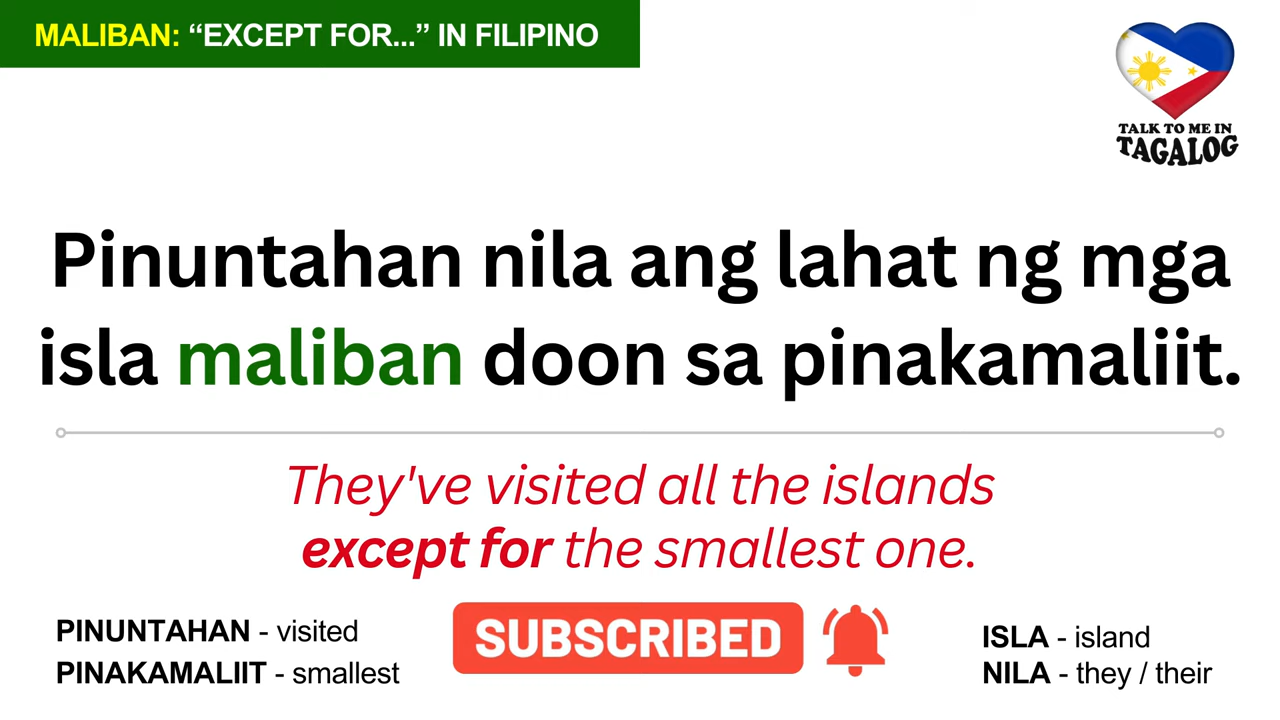 MALIBAN: “EXCEPT FOR...” IN FILIPINO
TALK TO ME IN
TAGALOG
Pinuntahan nila ang lahat ng mga
isla maliban doon sa pinakamaliit.
They've visited all the islands
except for the smallest one.
PINUNTAHAN - visited
PINAKAMALIIT - smallest
SUBSCRIBED
ISLA - island
NILA - they / their